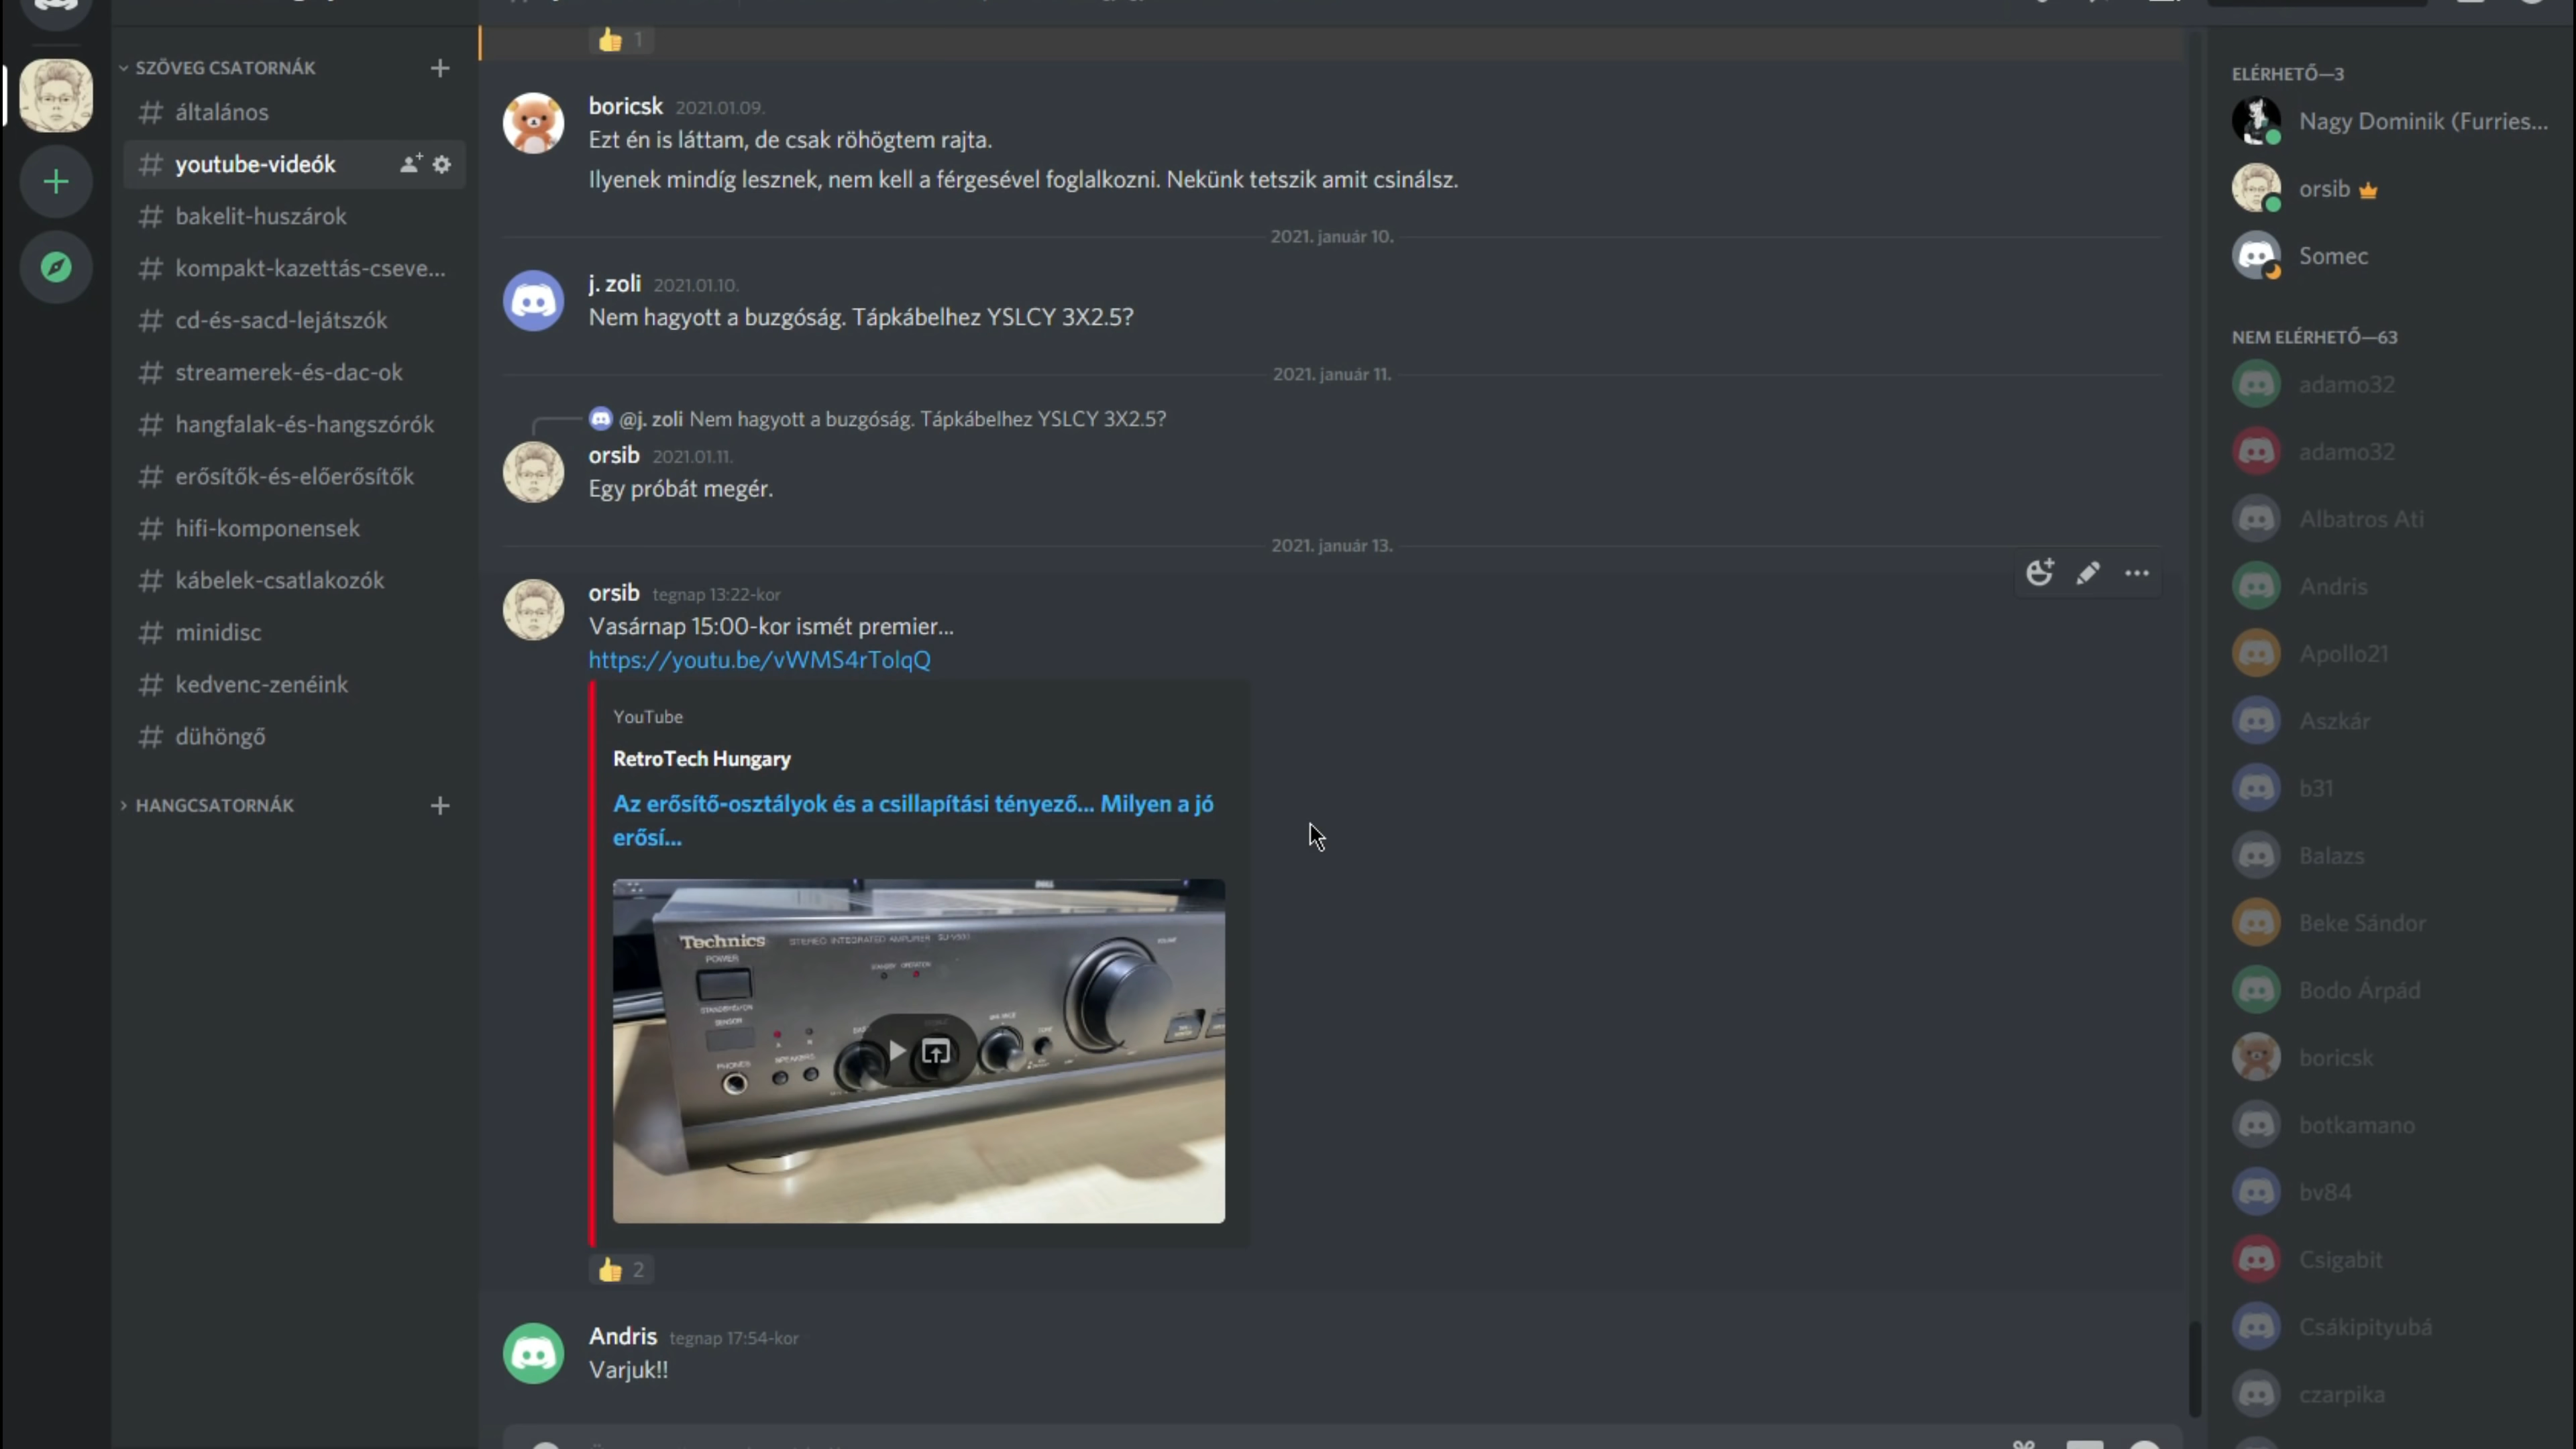 SZÖVEG CSATORNÁK
általános
youtube-videók
bakelit-huszárok
kompakt-kazettás-cseve...
cd-és-sacd-lejátszók
streamerek-és-dac-ok
hangfalak-és-hangszórók
erősítők-és-előerősítők
hifi-komponensek
kábelek-csatlakozók
minidisc
kedvenc-zenéink
dühöngő
HANGCSATORNÁK
1
boricsk 2021.01.09.
Ezt én is láttam, de csak röhögtem rajta.
Ilyenek mindíg lesznek, nem kell a férgesével foglalkozni. Nekünk tetszik amit csinálsz.
2021. január 10.
j. zoli 2021.01.10.
Nem hagyott a buzgóság. Tápkábelhez YSLCY 3X2.5?
2021. január 11.
@j. zoli Nem hagyott a buzgóság. Tápkábelhez YSLCY 3X2.5?
orsib 2021.01.11.
Egy próbát megér.
2021. január 13.
orsib tegnap 13:22-kor
Vasárnap 15:00-kor ismét premier...
https://youtu.be/vWMS4rTolqQ
YouTube
RetroTech Hungary
Az erősítő-osztályok és a csillapítási tényező... Milyen a jó
erősí...
Technics STEREO INTEGRATED AMPLIFIER
POWER
PHONES
SPEAKERS
2
Andris tegnap 17:54-kor
Varjuk!!
ELÉRHETŐ—3
Nagy Dominik (Furries...
orsib
Somec
NEM ELÉRHETŐ—63
adamo32
adamo32
Albatros Ati
Andris
Apollo21
Aszkár
b31
Balazs
Beke Sándor
Bodo Árpád
boricsk
botkamano
bv84
Csigabit
Csákipityubá
czarpika